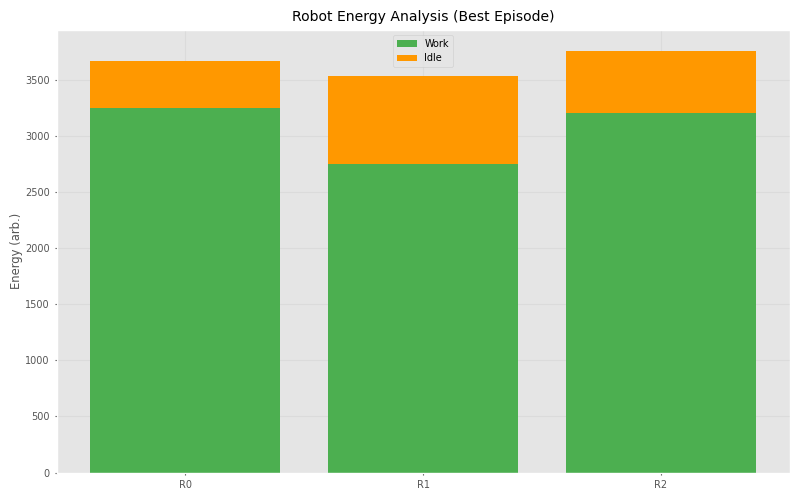 Robot Energy Analysis (Best Episode)
Work
Idle
Energy (arb.)
3500
3000
2500
2000
1500
1000
500
0
R0
R1
R2